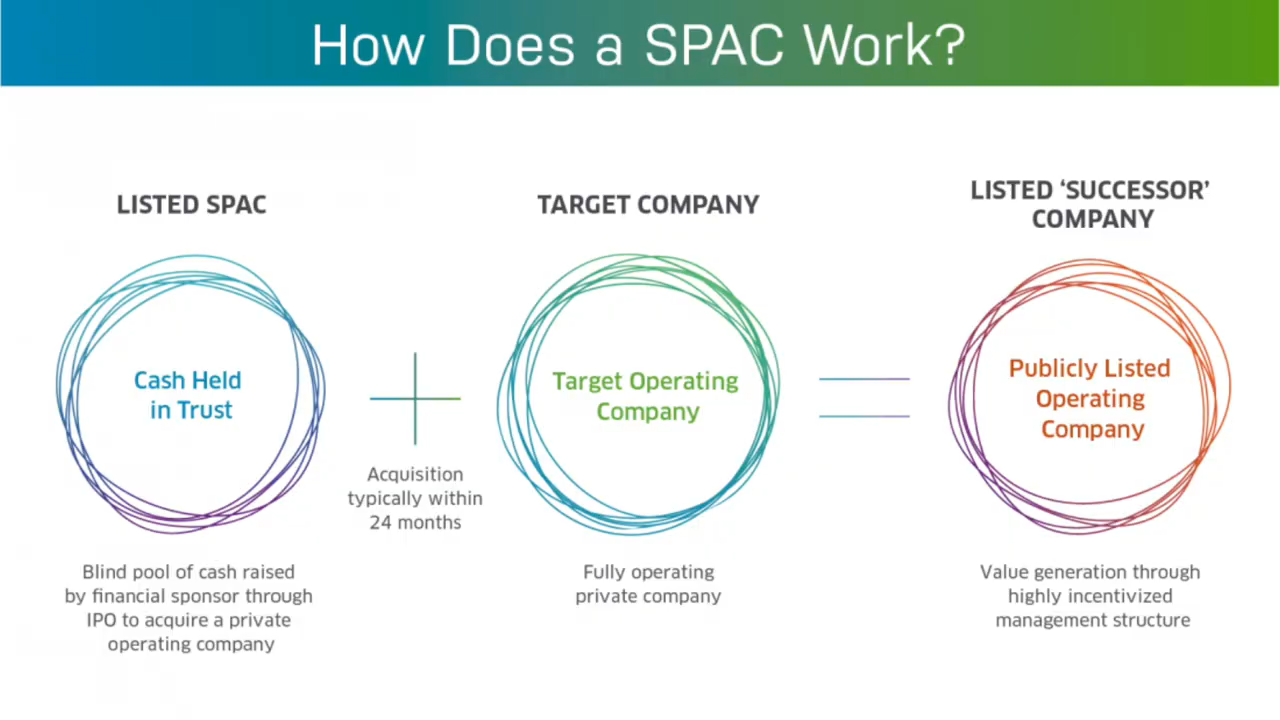 How Does a SPAC Work?
LISTED SPAC
Cash Held
in Trust
Blind pool of cash raised
by financial sponsor through
IPO to acquire a private
operating company
Acquisition
typically within
24 months
TARGET COMPANY
Target Operating
Company
Fully operating
private company
LISTED ‘SUCCESSOR’
COMPANY
Publicly Listed
Operating
Company
Value generation through
highly incentivized
management structure